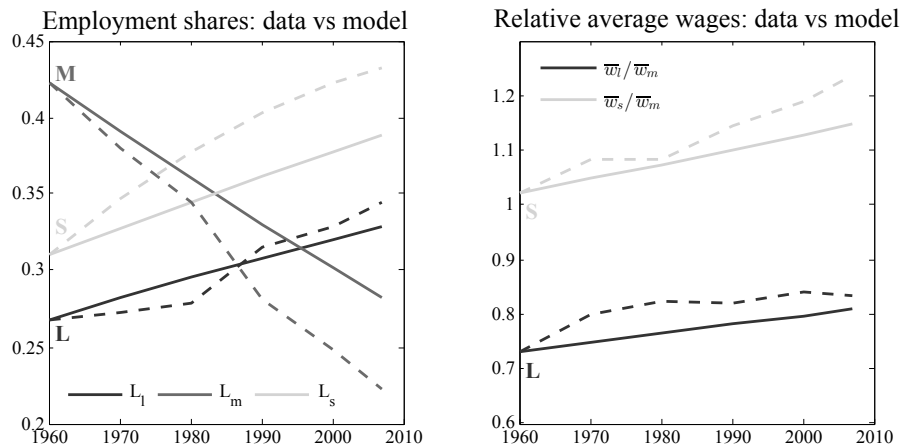 Employment shares: data vs model
0.45
0.4
0.35
0.3
0.25
0.2
M
S
L
L_l L_m L_s
1960 1970 1980 1990 2000 2010
Relative average wages: data vs model
1.2
1.1
1
0.9
0.8
0.7
0.6
w̅_l/w̅_m
w̅_s/w̅_m
S
L
1960 1970 1980 1990 2000 2010